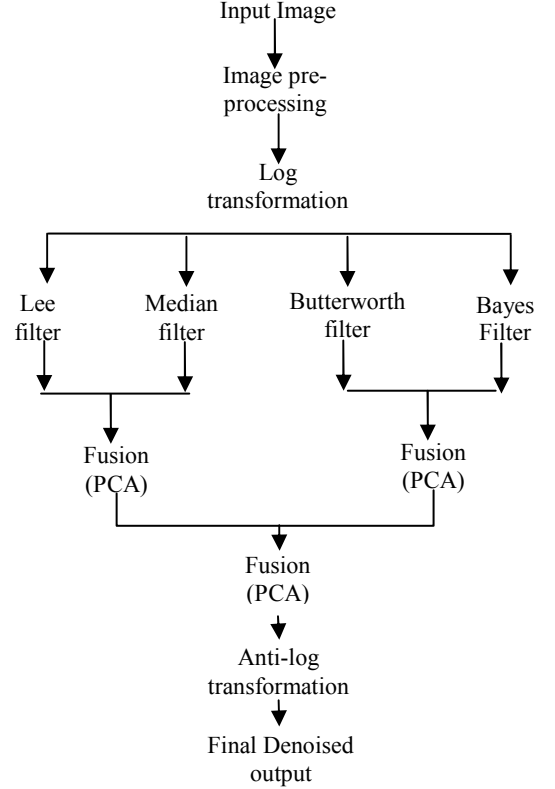 Input Image
Image pre-
processing
Log
transformation
Lee
filter
Median
filter
Butterworth
filter
Bayes
Filter
Fusion
(PCA)
Fusion
(PCA)
Fusion
(PCA)
Anti-log
transformation
Final Denoised
output